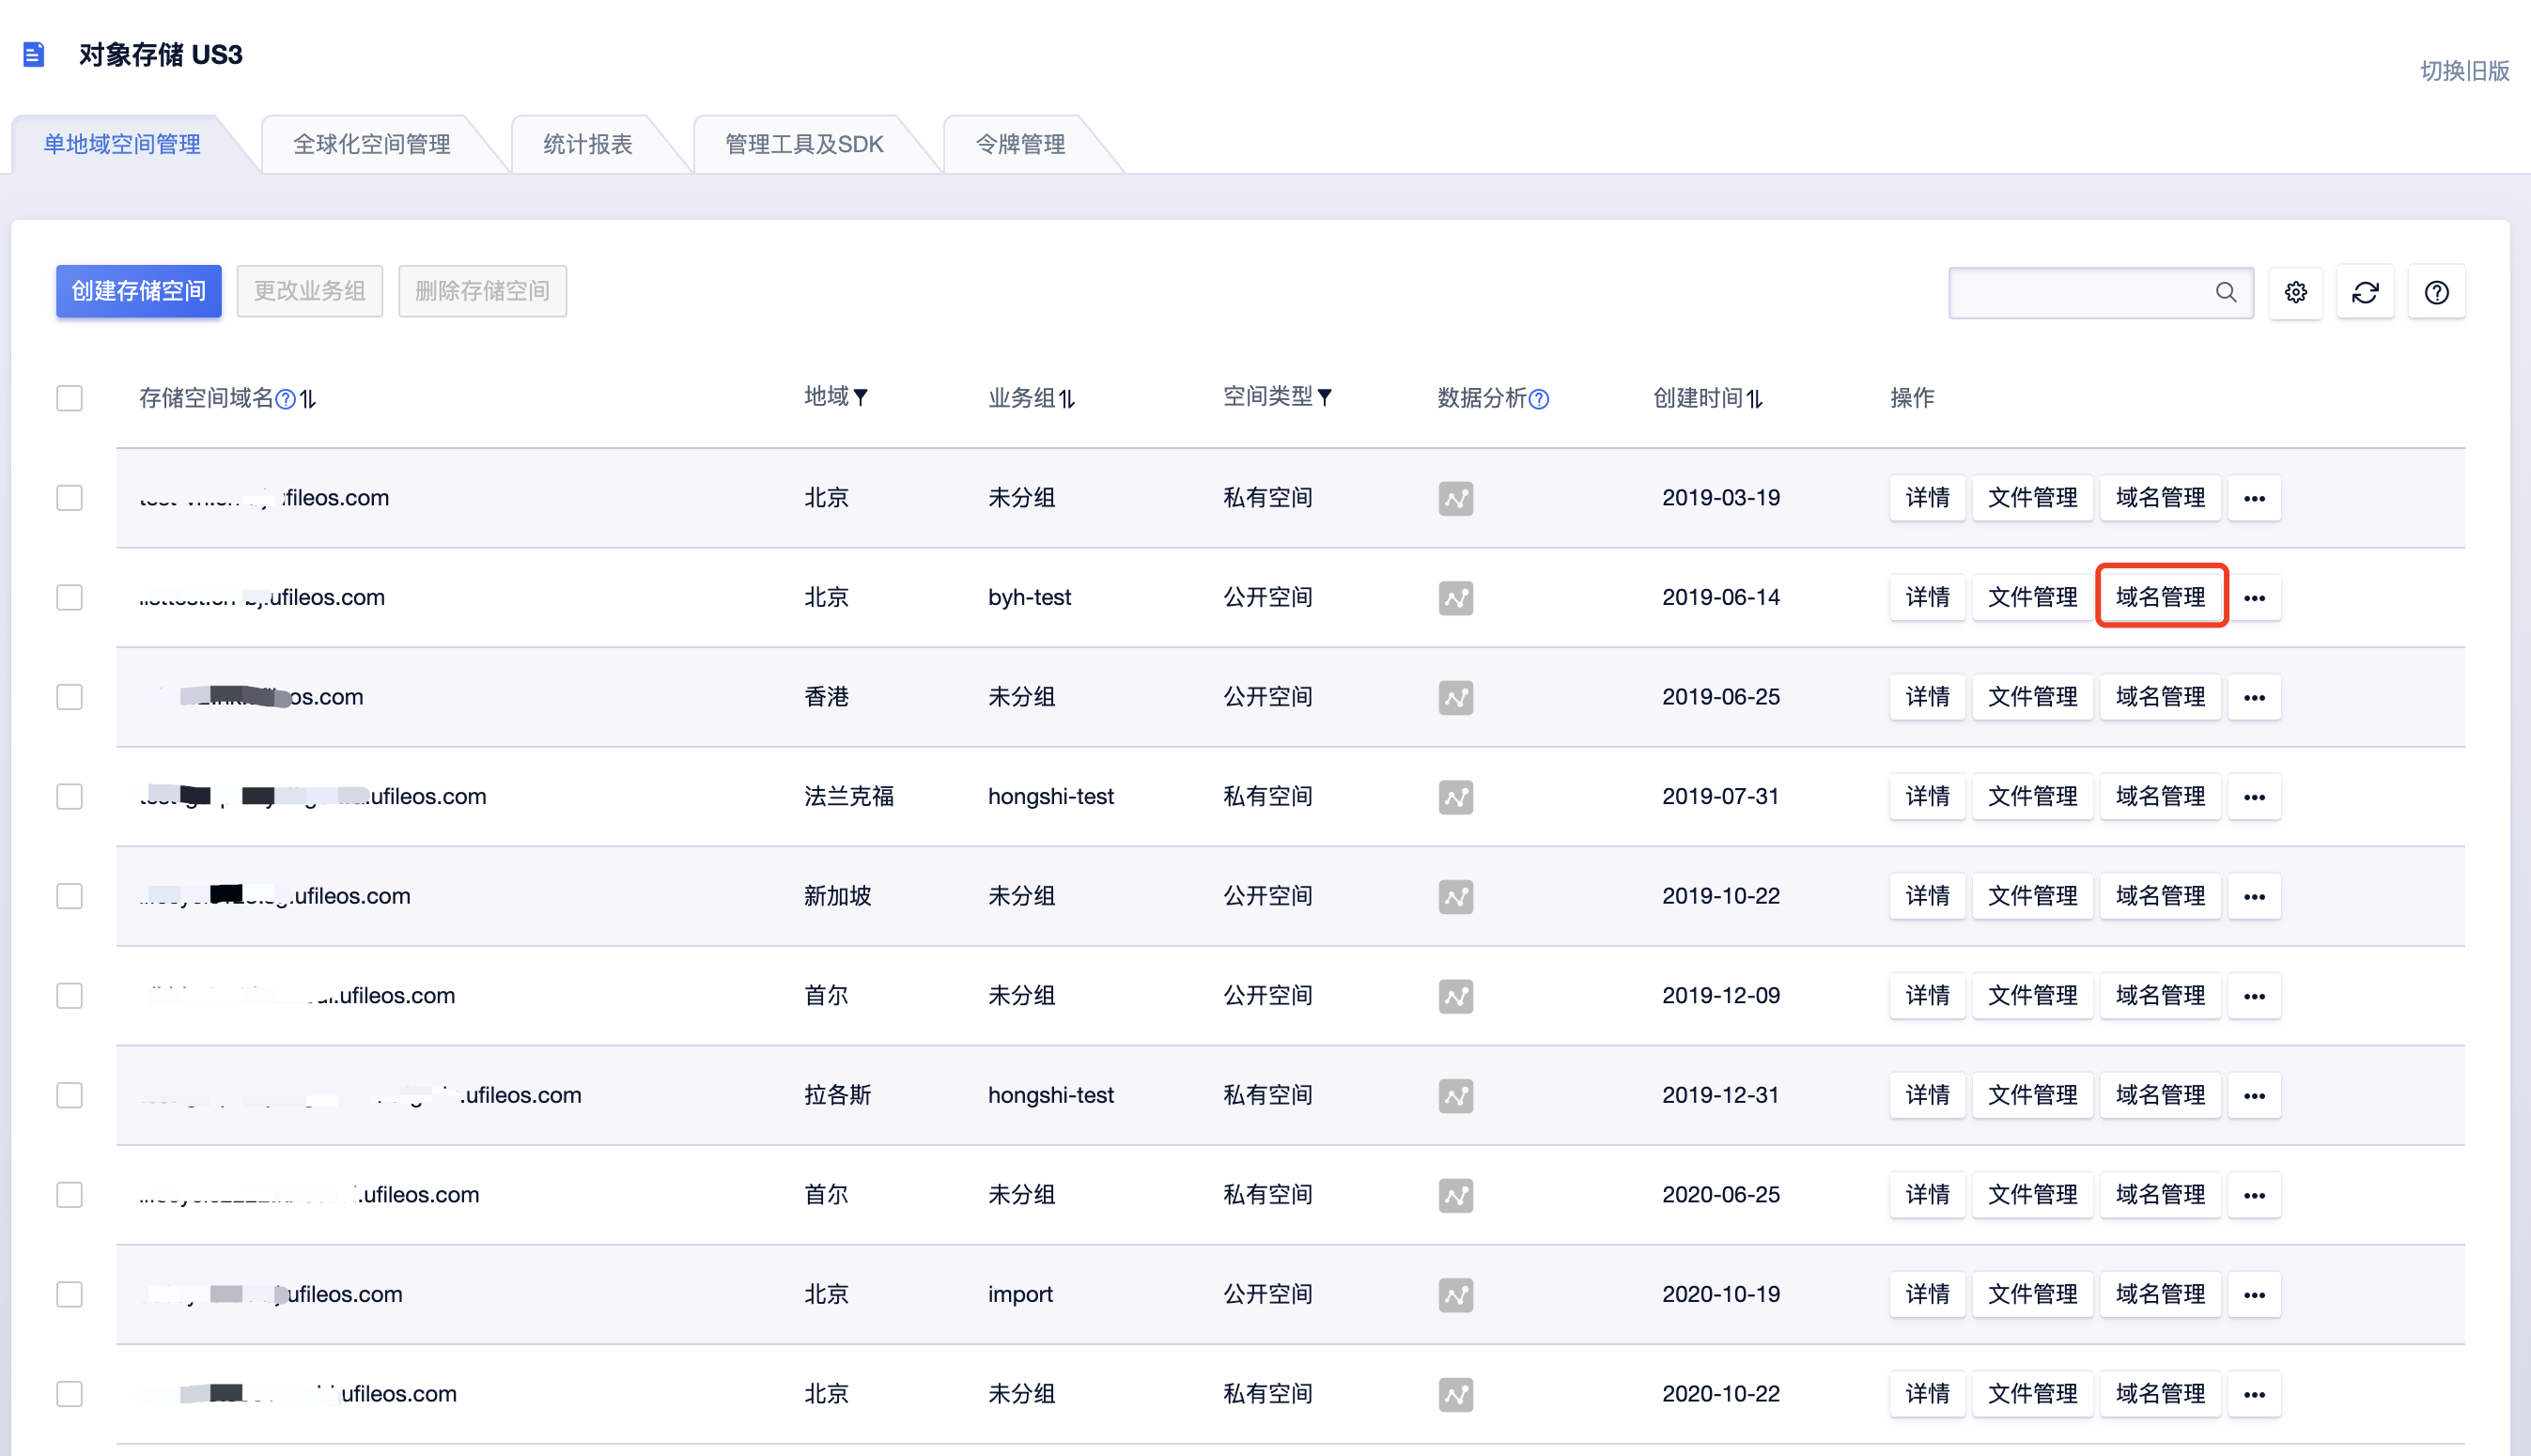 对象存储 US3
切换旧版
单地域空间管理 全球化空间管理 统计报表 管理工具及SDK 令牌管理
创建存储空间 更改业务组 删除存储空间
存储空间域名 地域 业务组 空间类型 数据分析 创建时间 操作
fileos.com 北京 未分组 私有空间 2019-03-19 详情 文件管理 域名管理
ufileos.com 北京 byh-test 公开空间 2019-06-14 详情 文件管理 域名管理
os.com 香港 未分组 公开空间 2019-06-25 详情 文件管理 域名管理
.ufileos.com 法兰克福 hongshi-test 私有空间 2019-07-31 详情 文件管理 域名管理
.ufileos.com 新加坡 未分组 公开空间 2019-10-22 详情 文件管理 域名管理
.ufileos.com 首尔 未分组 公开空间 2019-12-09 详情 文件管理 域名管理
.ufileos.com 拉各斯 hongshi-test 私有空间 2019-12-31 详情 文件管理 域名管理
.ufileos.com 首尔 未分组 私有空间 2020-06-25 详情 文件管理 域名管理
ufileos.com 北京 import 公开空间 2020-10-19 详情 文件管理 域名管理
ufileos.com 北京 未分组 私有空间 2020-10-22 详情 文件管理 域名管理